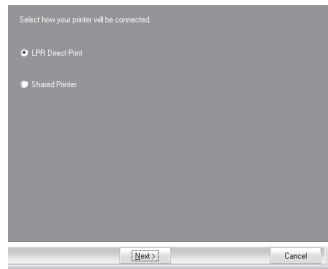 Select how your printer will be connected.
LPR Direct Print
Shared Printer
Next >
Cancel